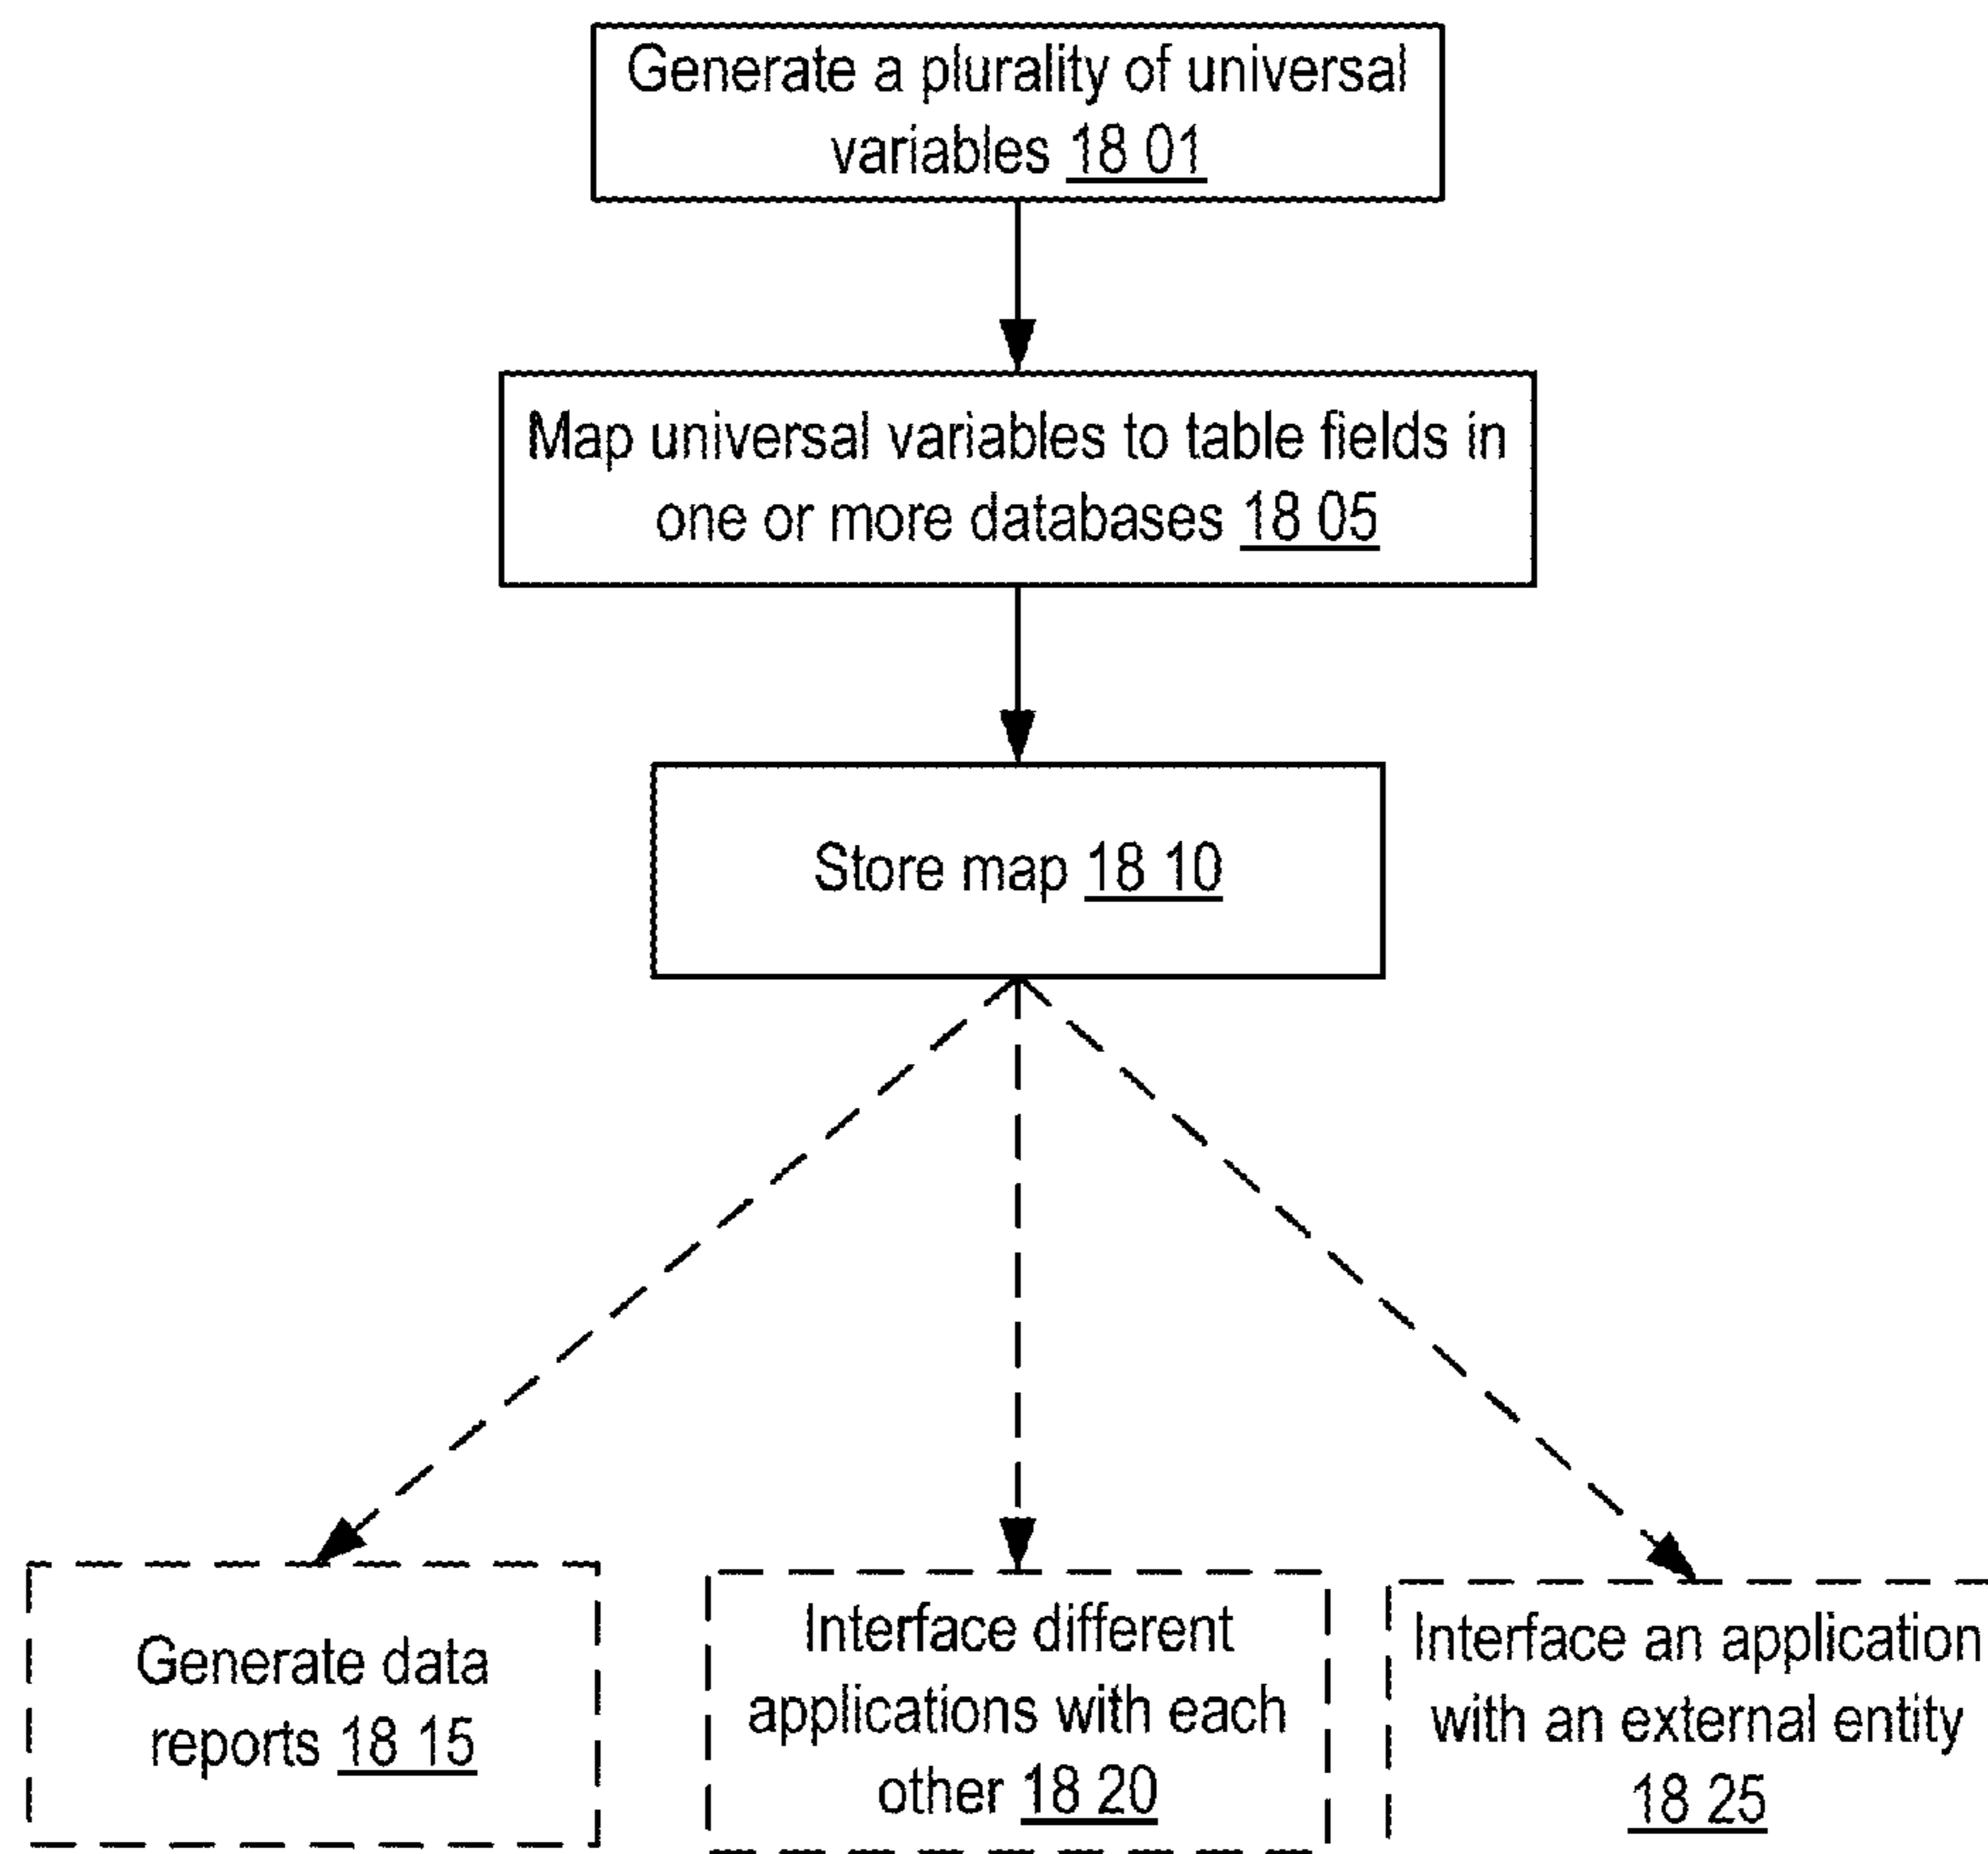 Generate a plurality of universal
variables 18 01
Map universal variables to table fields in
one or more databases 18 05
Store map 18 10
Generate data
reports 18 15
Interface different
applications with each
other 18 20
Interface an application
with an external entity
18 25